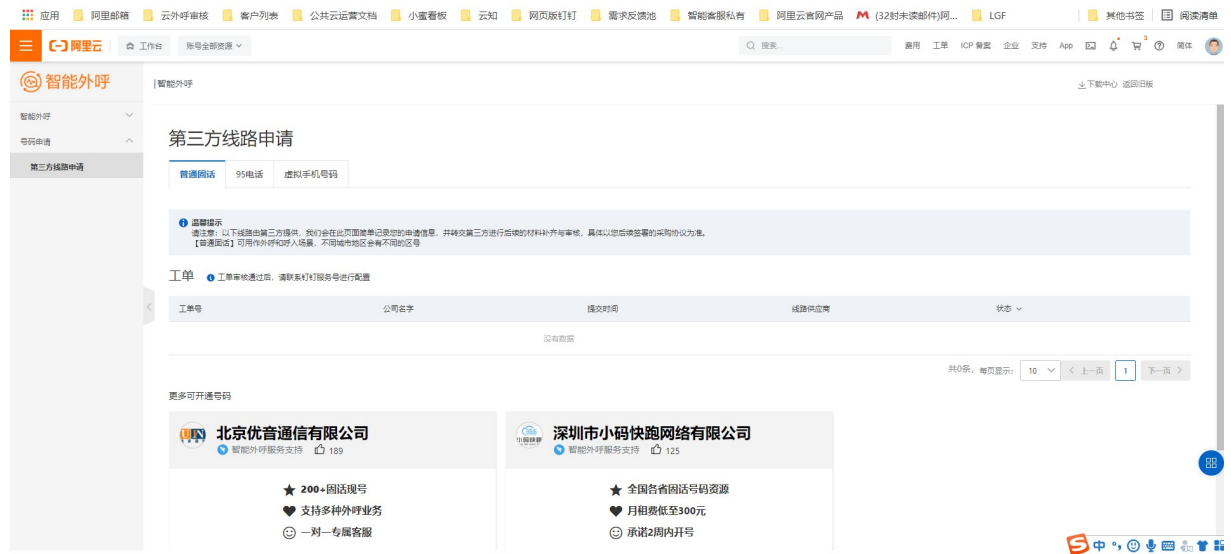 应用 阿里邮箱 云外呼审核 客户列表 公共云运营文档 小蜜看板 云知 网页版钉钉 需求反馈池 智能客服私有 阿里云官网产品 (32封未读邮件)阿... LGF 其他书签 阅读清单
阿里云 工作台 账号全部资源 搜索... 费用 工单 ICP 备案 企业 支持 App 3 简体
智能外呼
智能外呼 下载中心 返回旧版
智能外呼
号码申请
第三方线路申请
第三方线路申请
普通固话 95电话 虚拟手机号码
温馨提示
请注意：以下线路由第三方提供，我们会在此页面简单记录您的申请信息，并转交第三方进行后续的材料补齐与审核，具体以您后续签署的采购协议为准。
【普通固话】可用作外呼和呼入场景，不同城市地区会有不同的区号
工单 工单审核通过后，请联系钉钉服务号进行配置
工单号 公司名字 提交时间 线路供应商 状态
没有数据
共0条，每页显示： 10 上一页 1 下一页
更多可开通号码
北京优音通信有限公司
智能外呼服务支持 189
200+固话现号
支持多种外呼业务
一对一专属客服
小码快跑
深圳市小码快跑网络有限公司
智能外呼服务支持 125
全国各省固话号码资源
月租费低至300元
承诺2周内开号
中